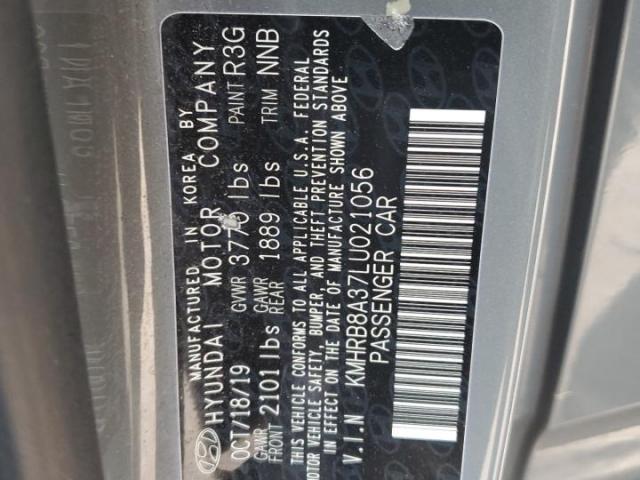 MANUFACTURED IN KOREA BY
HYUNDAI MOTOR COMPANY
OCT/18/19 GVWR 3770 lbs PAINT R3G
GAWR FRONT 2101 lbs GAWR REAR 1889 lbs TRIM NNB
THIS VEHICLE CONFORMS TO ALL APPLICABLE U.S.A. FEDERAL
MOTOR VEHICLE SAFETY, BUMPER, AND THEFT PREVENTION STANDARDS
IN EFFECT ON THE DATE OF MANUFACTURE SHOWN ABOVE
V.I.N KMHRB8A37LU021056
PASSENGER CAR